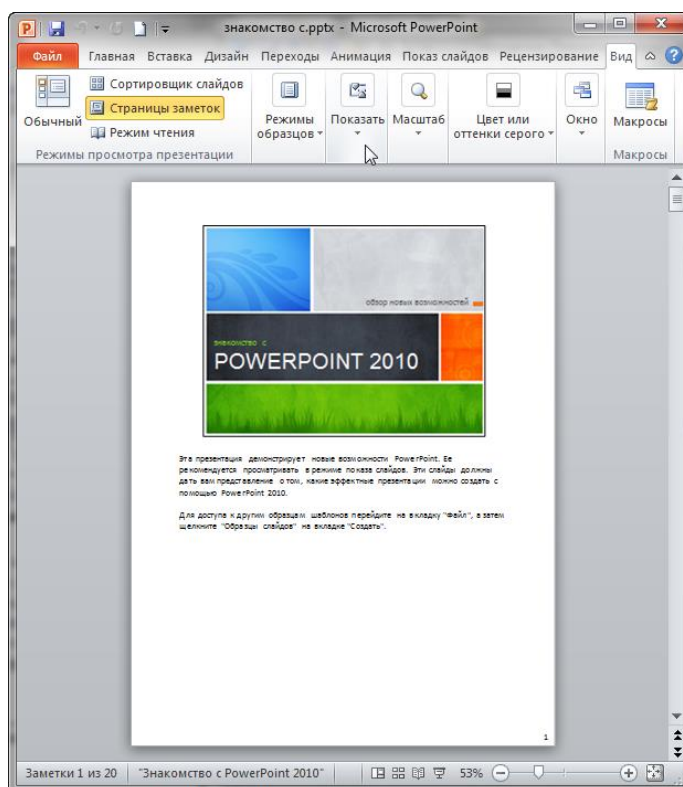 знакомство с.pptx - Microsoft PowerPoint
Файл Главная Вставка Дизайн Переходы Анимация Показ слайдов Рецензирование Вид
Обычный
Сортировщик слайдов
Страницы заметок
Режим чтения
Режимы просмотра презентации
Режимы образцов
Показать
Масштаб
Цвет или оттенки серого
Окно
Макросы
Макросы
обзор новых возможностей
знакомство с
POWERPOINT 2010
Эта презентация демонстрирует новые возможности PowerPoint. Ее
рекомендуется просматривать в режиме показа слайдов. Эти слайды должны
дать вам представление о том, какие эффектные презентации можно создать с
помощью PowerPoint 2010.
Для доступа к другим образцам шаблонов перейдите на вкладку "Файл", а затем
щелкните "Образцы слайдов" на вкладке "Создать".
1
Заметки 1 из 20 "Знакомство с PowerPoint 2010" 53%